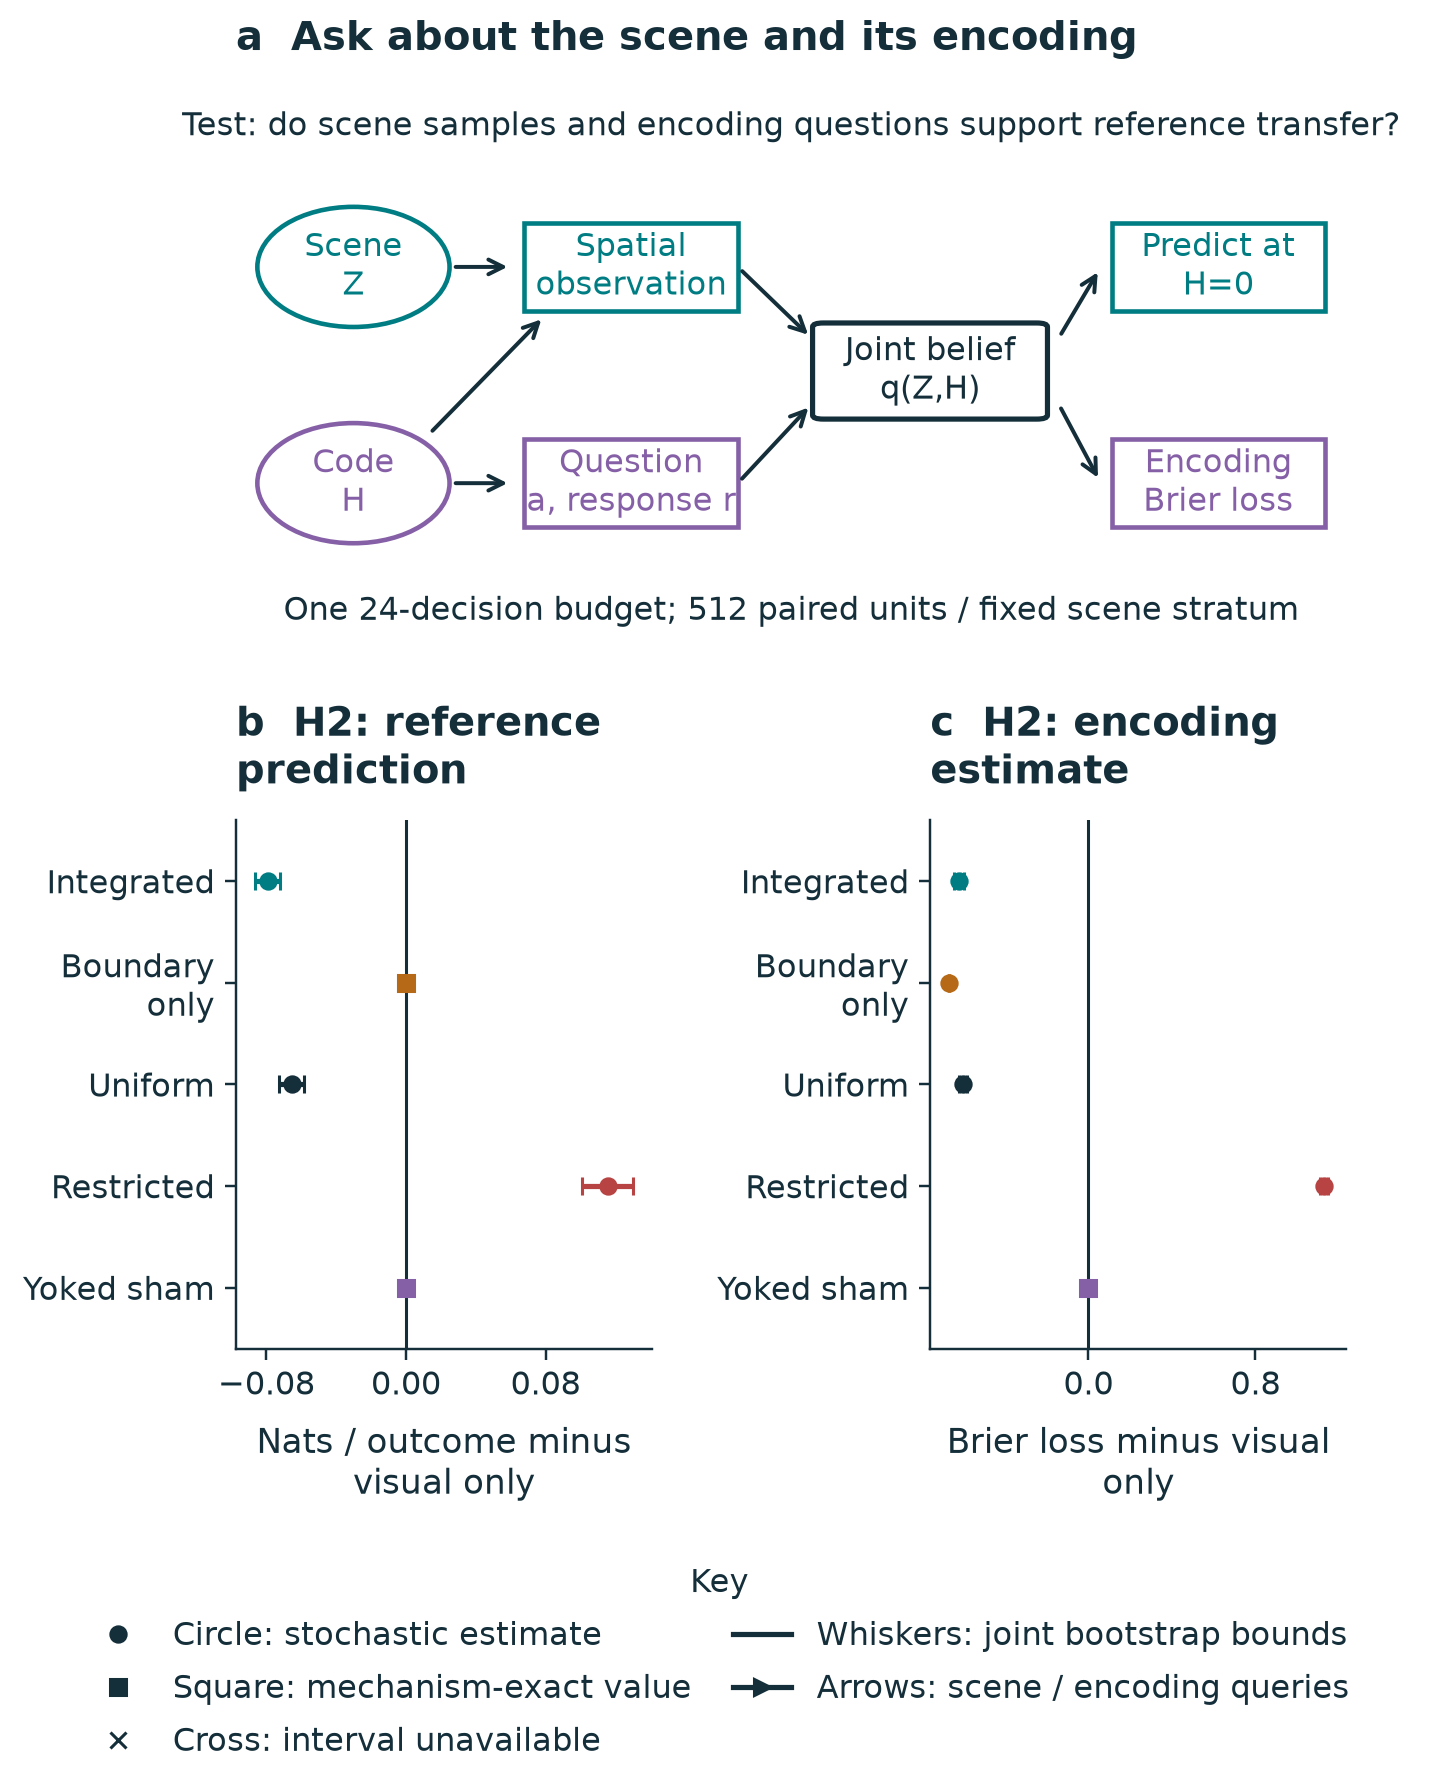 a  Ask about the scene and its encoding
Test: do scene samples and encoding questions support reference transfer?
Scene
Z
Spatial
observation
Predict at
H=0
Joint belief
q(Z,H)
Code
H
Question
a, response r
Encoding
Brier loss
One 24-decision budget; 512 paired units / fixed scene stratum
b  H2: reference
prediction
Integrated
Boundary
only
Uniform
Restricted
Yoked sham
−0.08
0.00
0.08
Nats / outcome minus
visual only
c  H2: encoding
estimate
Integrated
Boundary
only
Uniform
Restricted
Yoked sham
0.0
0.8
Brier loss minus visual
only
Key
Circle: stochastic estimate
Square: mechanism-exact value
Cross: interval unavailable
Whiskers: joint bootstrap bounds
Arrows: scene / encoding queries